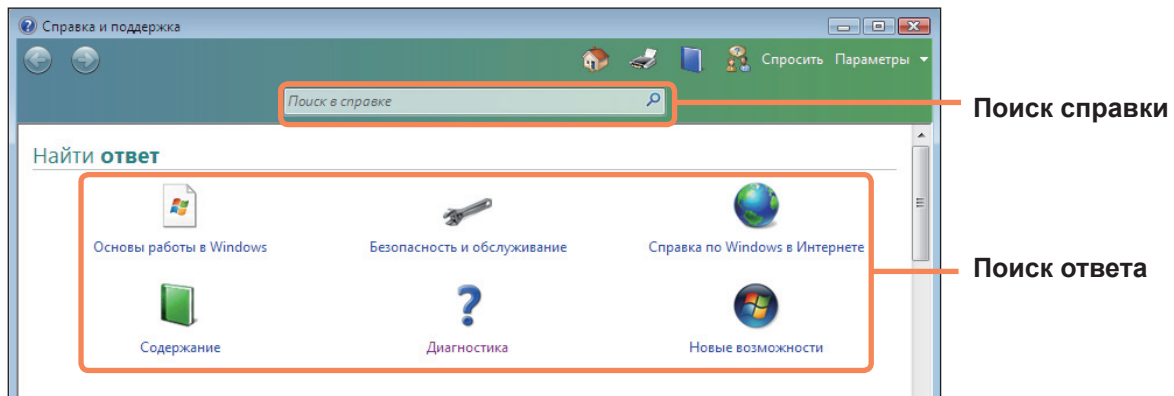 Справка и поддержка
Спросить Параметры
Поиск в справке
Поиск справки
Найти ответ
Основы работы в Windows
Безопасность и обслуживание
Справка по Windows в Интернете
Поиск ответа
Содержание
Диагностика
Новые возможности